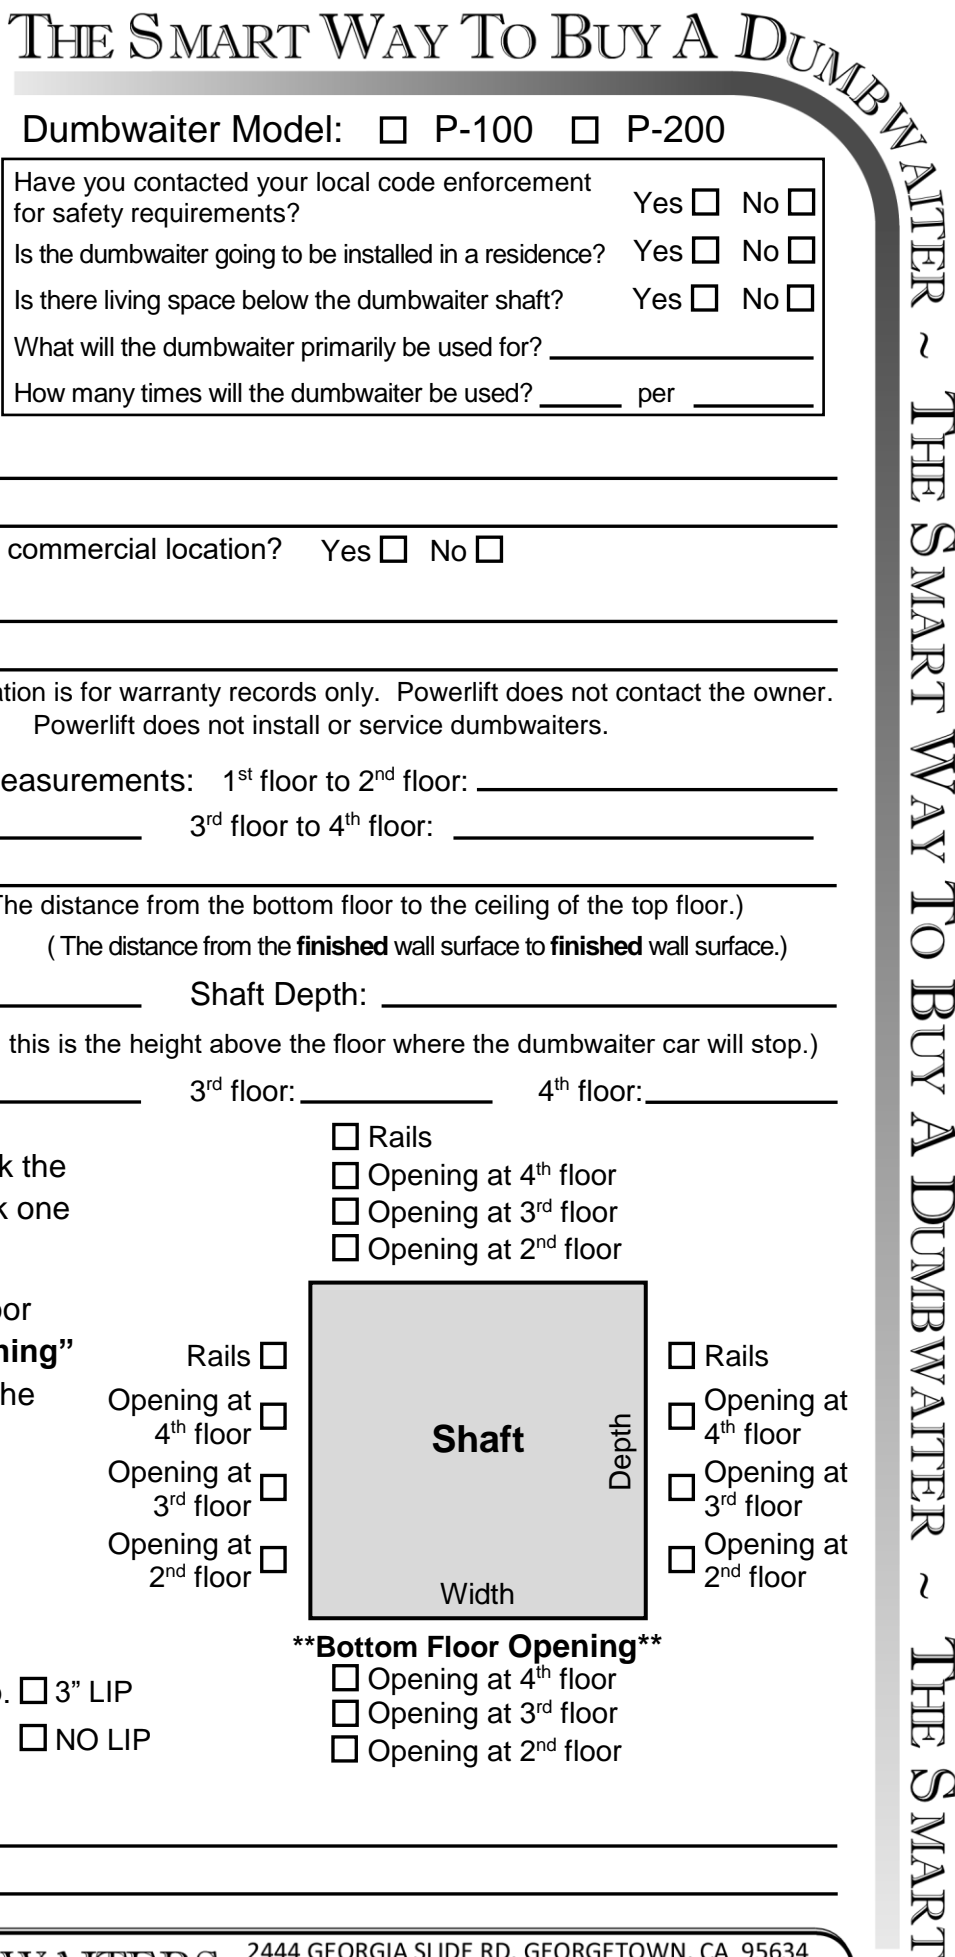 THE SMART WAY TO BUY A DUMBWAITER ~ THE SMART WAY TO BUY A DUMBWAITER ~ THE SMART
Dumbwaiter Model: ☐ P-100 ☐ P-200
Have you contacted your local code enforcement
for safety requirements? Yes ☐ No ☐
Is the dumbwaiter going to be installed in a residence? Yes ☐ No ☐
Is there living space below the dumbwaiter shaft? Yes ☐ No ☐
What will the dumbwaiter primarily be used for? ____
How many times will the dumbwaiter be used? ____ per ____
commercial location? Yes ☐ No ☐
ation is for warranty records only. Powerlift does not contact the owner.
Powerlift does not install or service dumbwaiters.
easurements: 1st floor to 2nd floor: ____
3rd floor to 4th floor: ____
The distance from the bottom floor to the ceiling of the top floor.)
( The distance from the finished wall surface to finished wall surface.)
Shaft Depth: ____
this is the height above the floor where the dumbwaiter car will stop.)
3rd floor: ____ 4th floor: ____
☐ Rails
k the
☐ Opening at 4th floor
k one
☐ Opening at 3rd floor
☐ Opening at 2nd floor
oor
ning"
he
Rails ☐
Opening at
4th floor ☐
Opening at
3rd floor ☐
Opening at
2nd floor ☐
Shaft
Depth
Width
☐ Rails
☐ Opening at
4th floor
☐ Opening at
3rd floor
☐ Opening at
2nd floor
**Bottom Floor Opening**
☐ Opening at 4th floor
☐ Opening at 3rd floor
☐ Opening at 2nd floor
. ☐ 3" LIP
☐ NO LIP
WAITERS 2444 GEORGIA SLIDE RD, GEORGETOWN, CA 95634